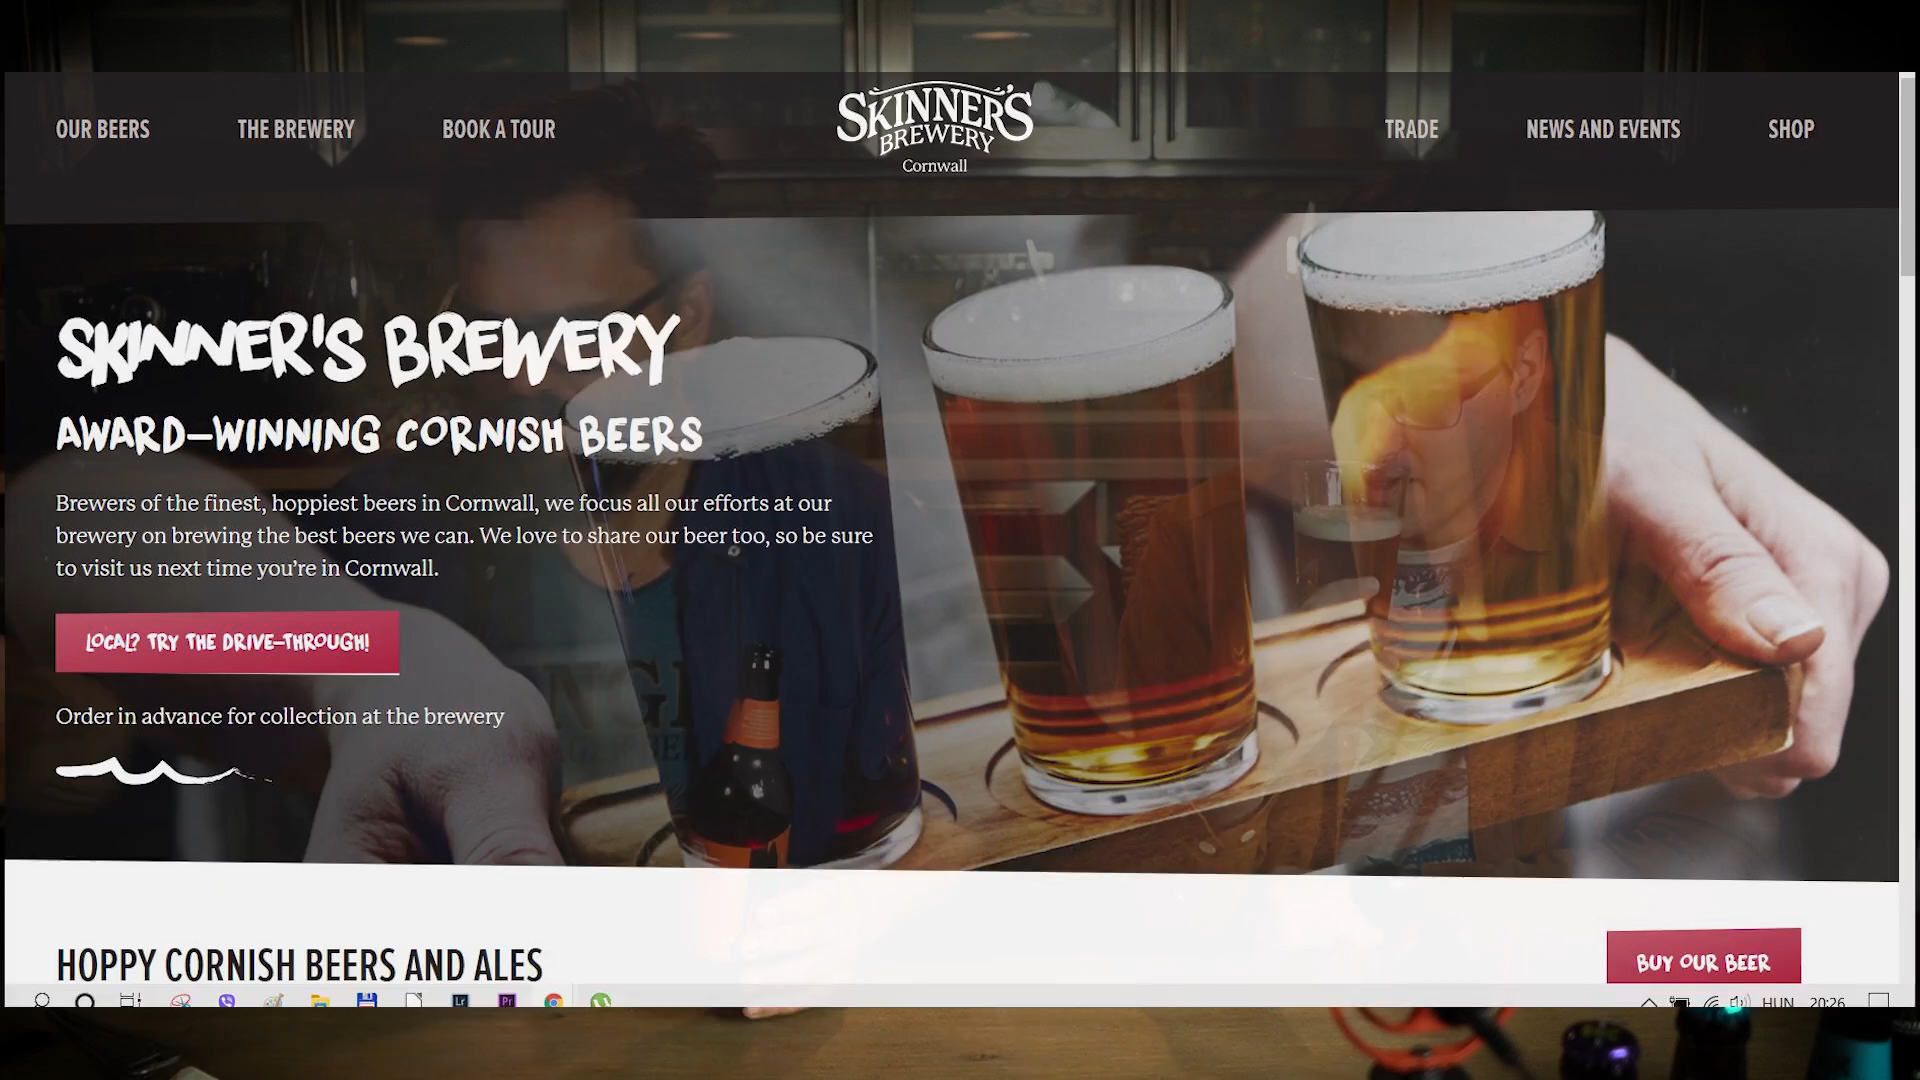 OUR BEERS
THE BREWERY
BOOK A TOUR
SKINNER'S
BREWERY
Cornwall
TRADE
NEWS AND EVENTS
SHOP
SKINNER'S BREWERY
AWARD-WINNING CORNISH BEERS
Brewers of the finest, hoppiest beers in Cornwall, we focus all our efforts at our
brewery on brewing the best beers we can. We love to share our beer too, so be sure
to visit us next time you're in Cornwall.
LOCAL? TRY THE DRIVE-THROUGH!
Order in advance for collection at the brewery
HOPPY CORNISH BEERS AND ALES
BUY OUR BEER
Lr
Pr
HUN
20:26